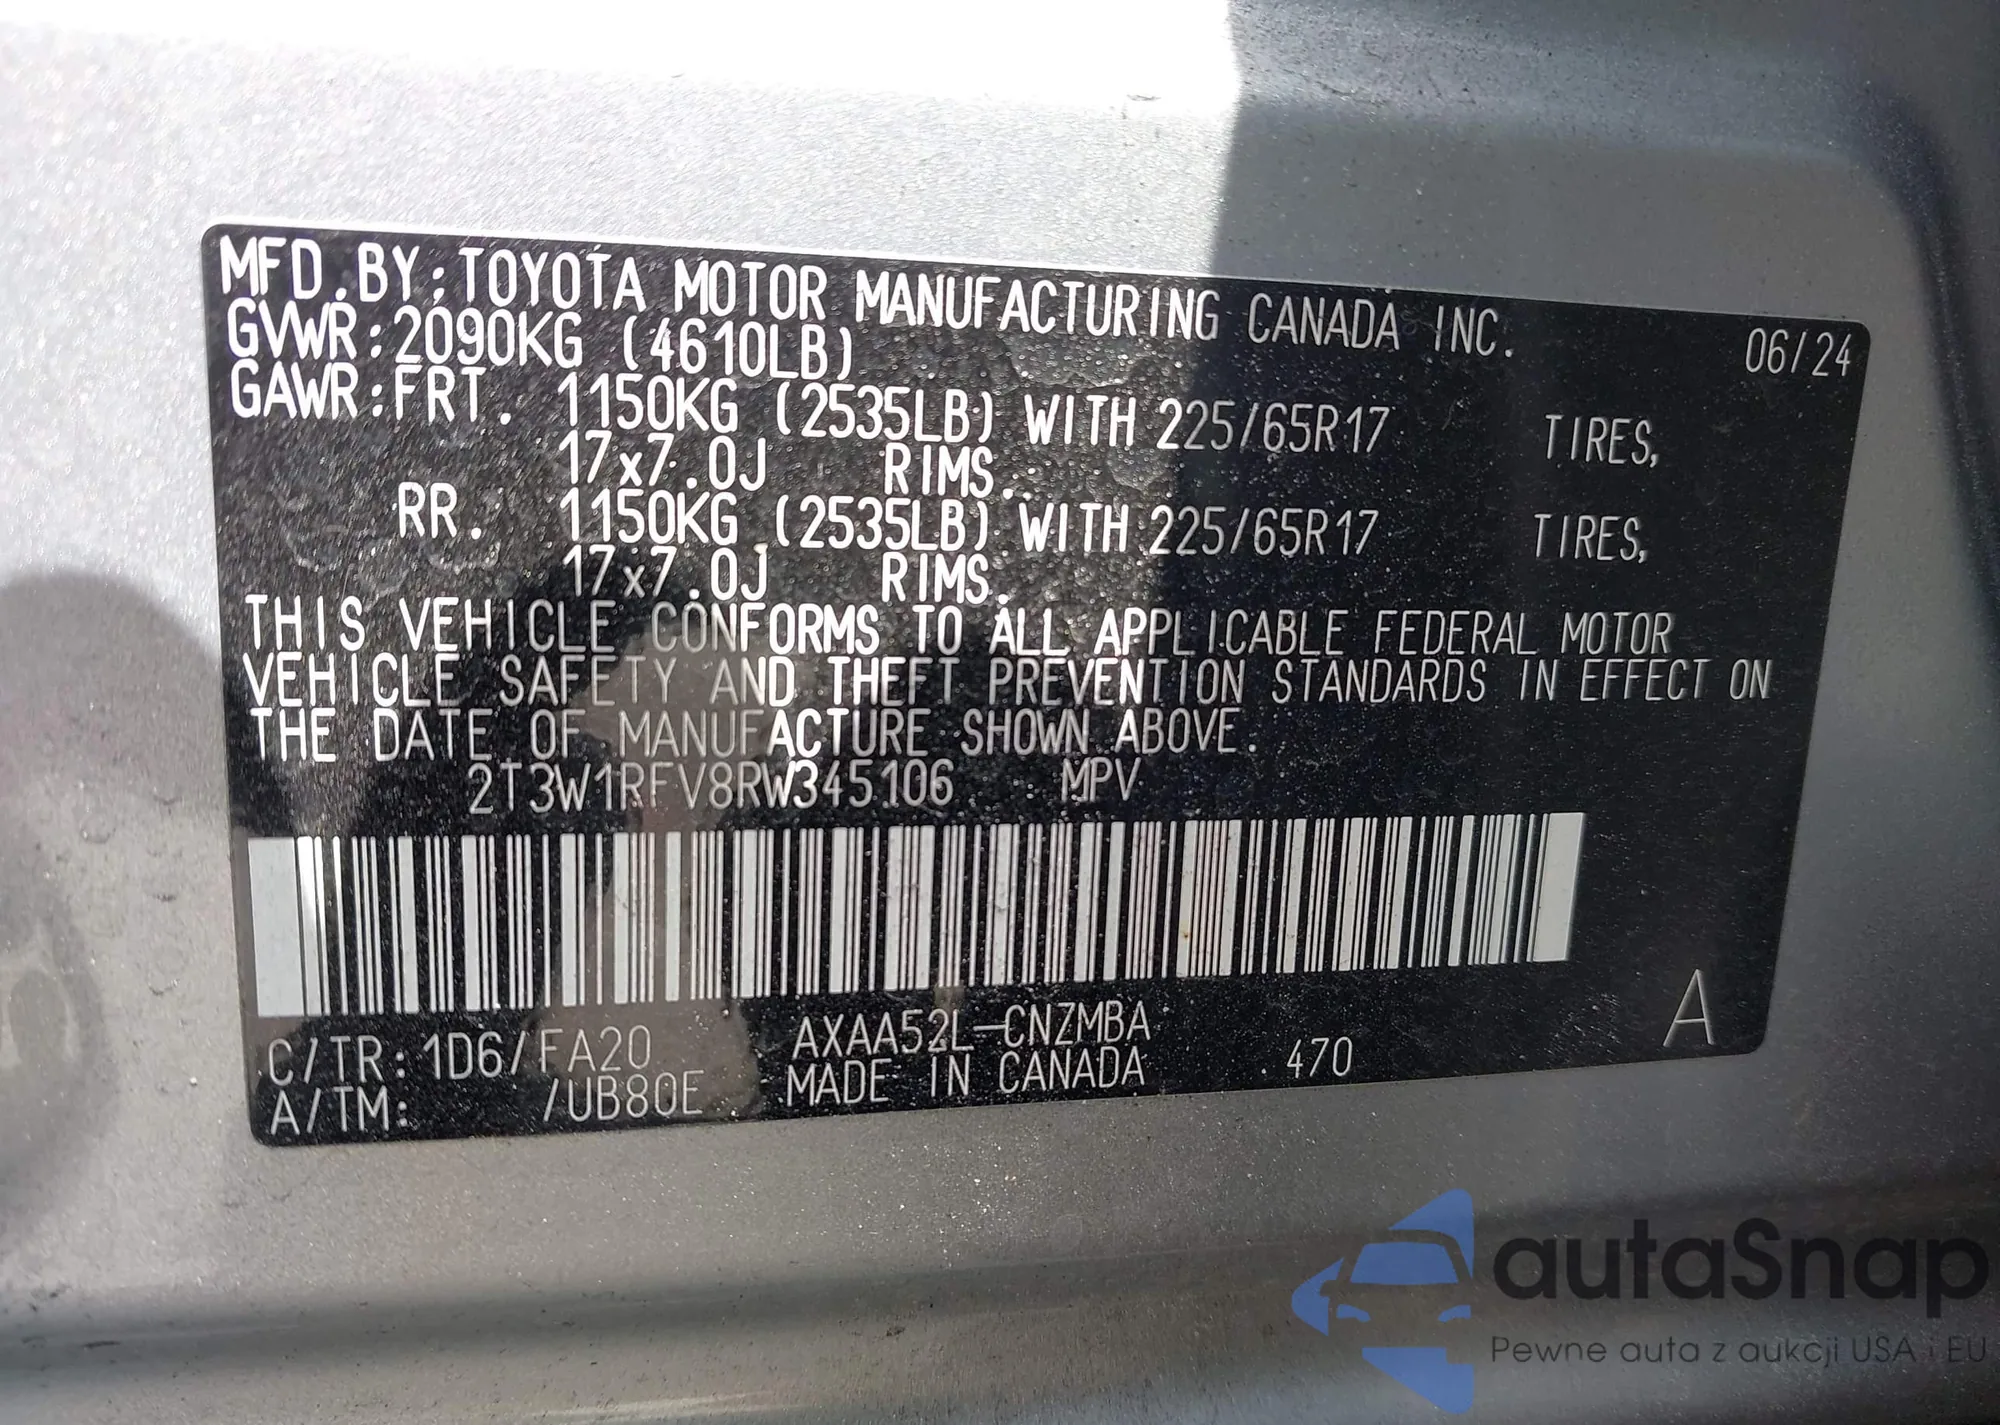 MFD.BY:TOYOTA MOTOR MANUFACTURING CANADA INC. 06/24
GVWR:2090KG (4610LB)
GAWR:FRT. 1150KG (2535LB) WITH 225/65R17 TIRES,
17x7.0J RIMS.
RR. 1150KG (2535LB) WITH 225/65R17 TIRES,
17x7.0J RIMS.
THIS VEHICLE CONFORMS TO ALL APPLICABLE FEDERAL MOTOR
VEHICLE SAFETY AND THEFT PREVENTION STANDARDS IN EFFECT ON
THE DATE OF MANUFACTURE SHOWN ABOVE.
2T3W1RFV8RW345106 MPV
C/TR:1D6/FA20 AXAA52L-CNZMBA
A/TM: /UB80E MADE IN CANADA 470 A
autaSnap
Pewne auta z aukcji USA i EU